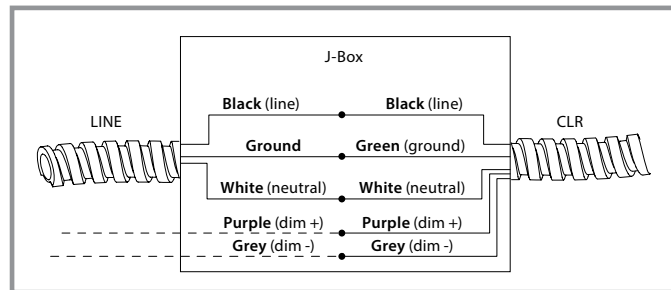 J-Box
LINE
CLR
Black (line) Black (line)
Ground Green (ground)
White (neutral) White (neutral)
Purple (dim +) Purple (dim +)
Grey (dim -) Grey (dim -)